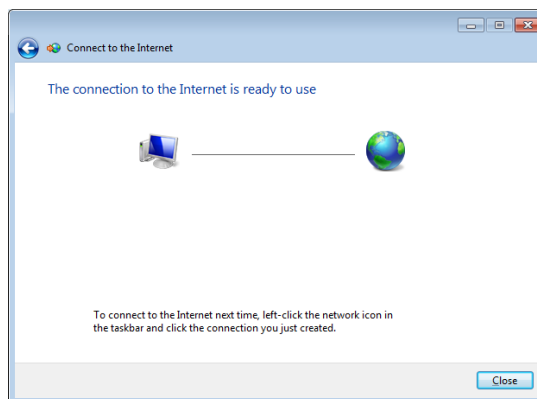 Connect to the Internet
The connection to the Internet is ready to use
To connect to the Internet next time, left-click the network icon in
the taskbar and click the connection you just created.
Close